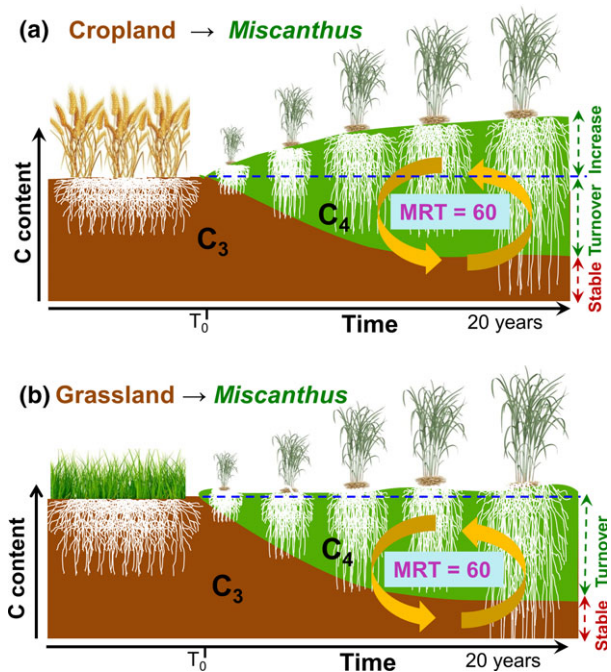 (a) Cropland → Miscanthus
C content
C₃
C₄
MRT = 60
Increase
Turnover
Stable
T₀
Time
20 years
(b) Grassland → Miscanthus
C content
C₃
C₄
MRT = 60
Turnover
Stable
T₀
Time
20 years